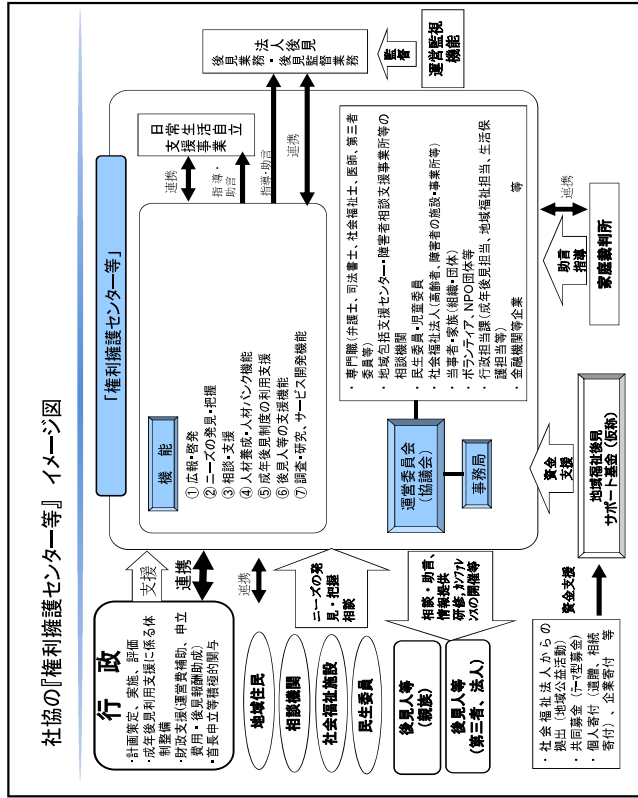 社協の『権利擁護センター等』 イメージ図
行 政
・計画策定、実施、評価
・成年後見利用支援に係る体
制整備
・財政支援(運営費補助、申立
費用・後見報酬助成)
・首長申立等積極的関与
支援
連携
連携
地域住民
相談機関
社会福祉施設
民生委員
ニーズの発
見・把握
相談
後見人等
(親族)
後見人等
(第三者、法人)
相談・助言、
情報提供
研修、カンファレ
ンスの開催等
・社会福祉法人からの
拠出(地域公益活動)
・共同募金(テーマ型募金)
・個人寄付(遺贈、相続
寄付)、企業寄付 等
資金支援
「権利擁護センター等」
機 能
①広報・啓発
②ニーズの発見・把握
③相談・支援
④人材養成・人材バンク機能
⑤成年後見制度の利用支援
⑥後見人等の支援機能
⑦調査・研究、サービス開発機能
運営委員会
(協議会)
事務局
・専門職(弁護士、司法書士、社会福祉士、医師、第三者
委員等)
・地域包括支援センター・障害者相談支援事業所等の
相談機関
・民生委員・児童委員
・社会福祉法人(高齢者、障害者の施設・事業所等)
・当事者・家族(組織・団体)
・ボランティア、NPO団体等
・行政担当課(成年後見担当、地域福祉担当、生活保
護担当等)
・金融機関等企業 等
連携
指導・
助言
指導・助言
連携
日常生活自立
支援事業
法人後見
後見業務・後見監督業務
監督
運営監視
機能
資金
支援
地域福祉後見
サポート基金(仮称)
助言
指導
連携
家庭裁判所